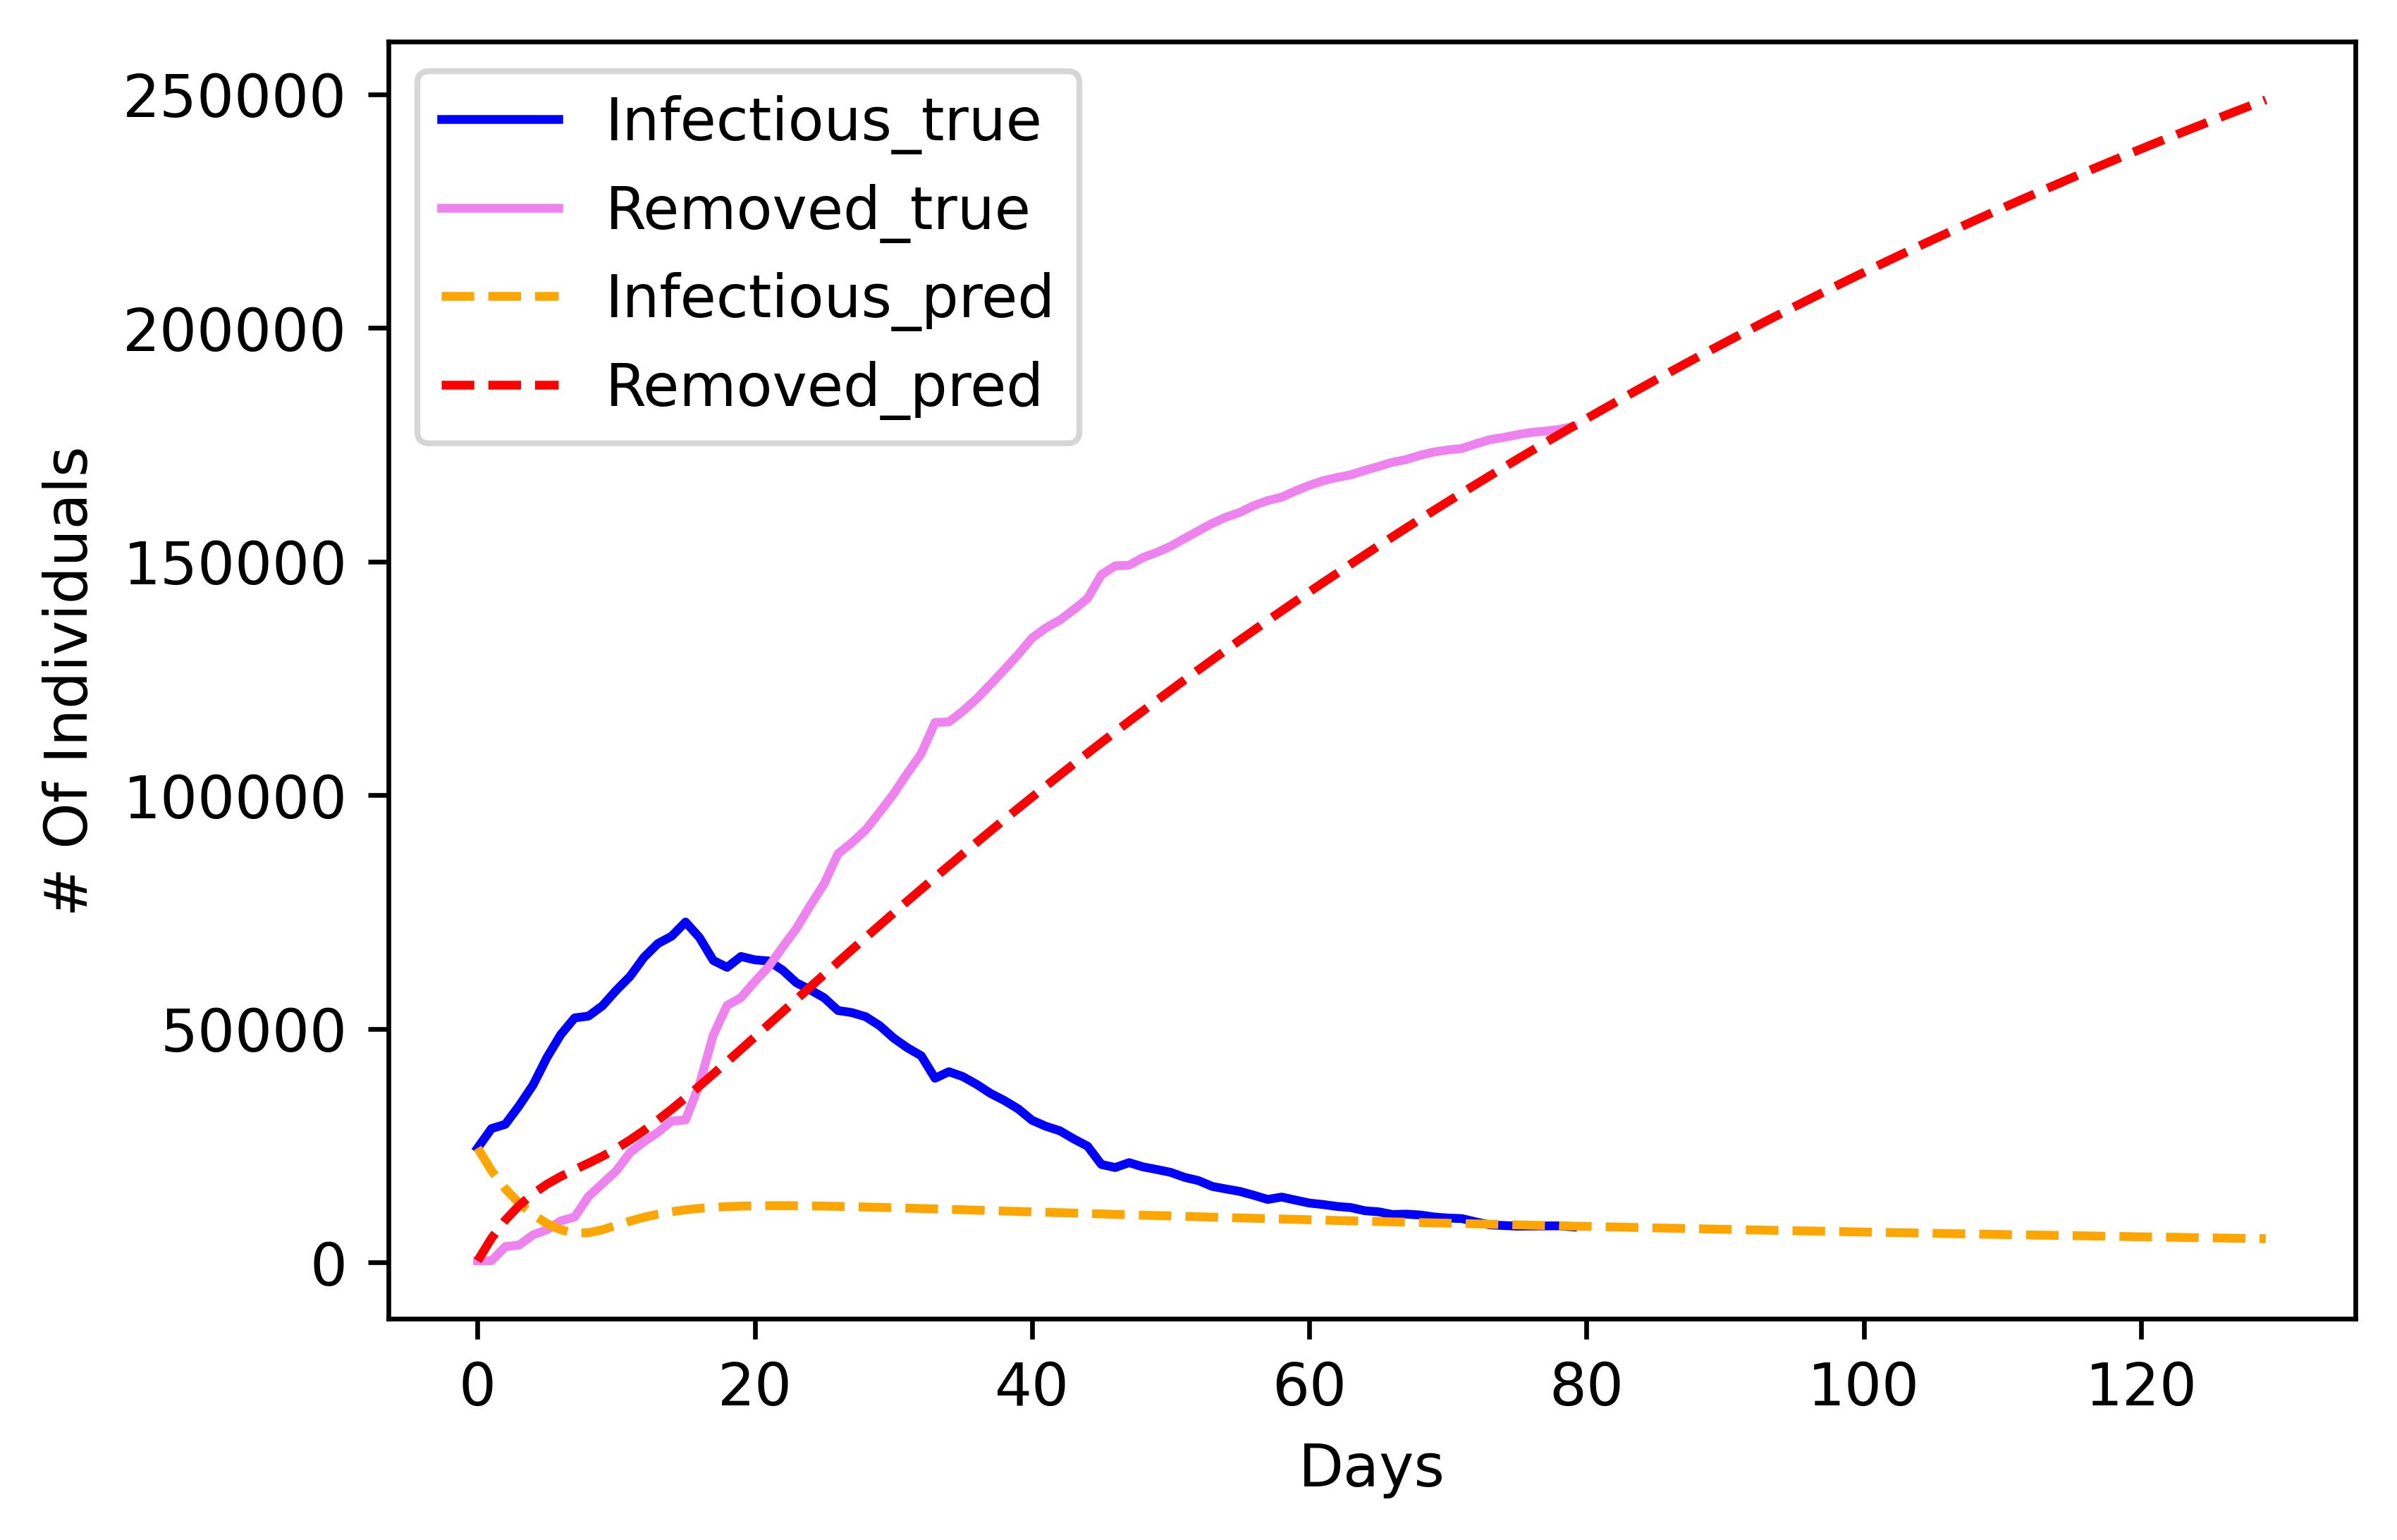 250000
200000
150000
100000
50000
0
# Of Individuals
Infectious_true
Removed_true
Infectious_pred
Removed_pred
0 20 40 60 80 100 120
Days